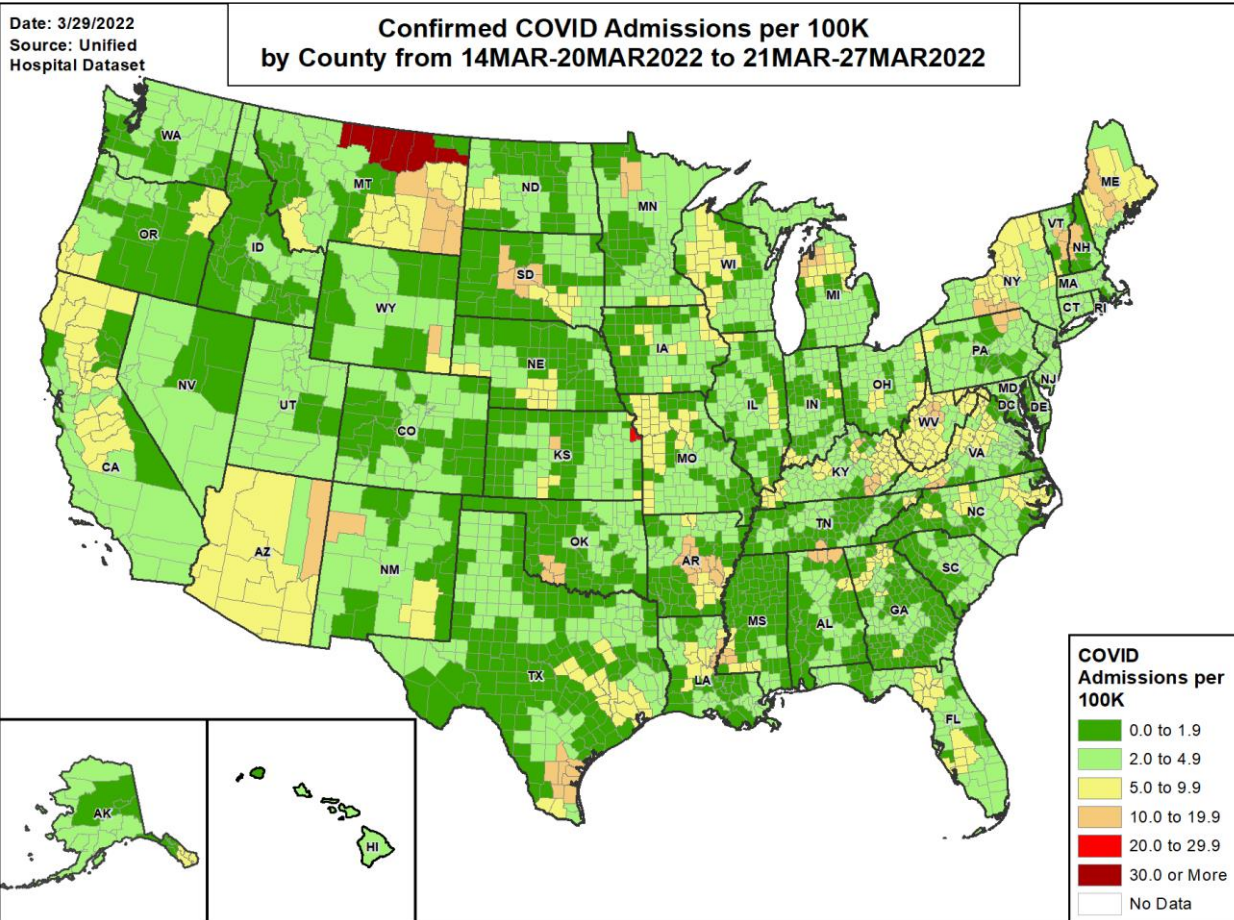 Date: 3/29/2022
Source: Unified
Hospital Dataset
Confirmed COVID Admissions per 100K
by County from 14MAR-20MAR2022 to 21MAR-27MAR2022
WA
MT
ND
MN
ME
OR
ID
SD
WI
VT
NH
WY
MI
NY
MA
CT
RI
NV
NE
IA
PA
NJ
UT
CO
IL
IN
OH
MD
DC
DE
CA
KS
MO
WV
KY
VA
AZ
NM
OK
AR
TN
NC
SC
MS
AL
GA
TX
LA
FL
AK
HI
COVID
Admissions per
100K
0.0 to 1.9
2.0 to 4.9
5.0 to 9.9
10.0 to 19.9
20.0 to 29.9
30.0 or More
No Data